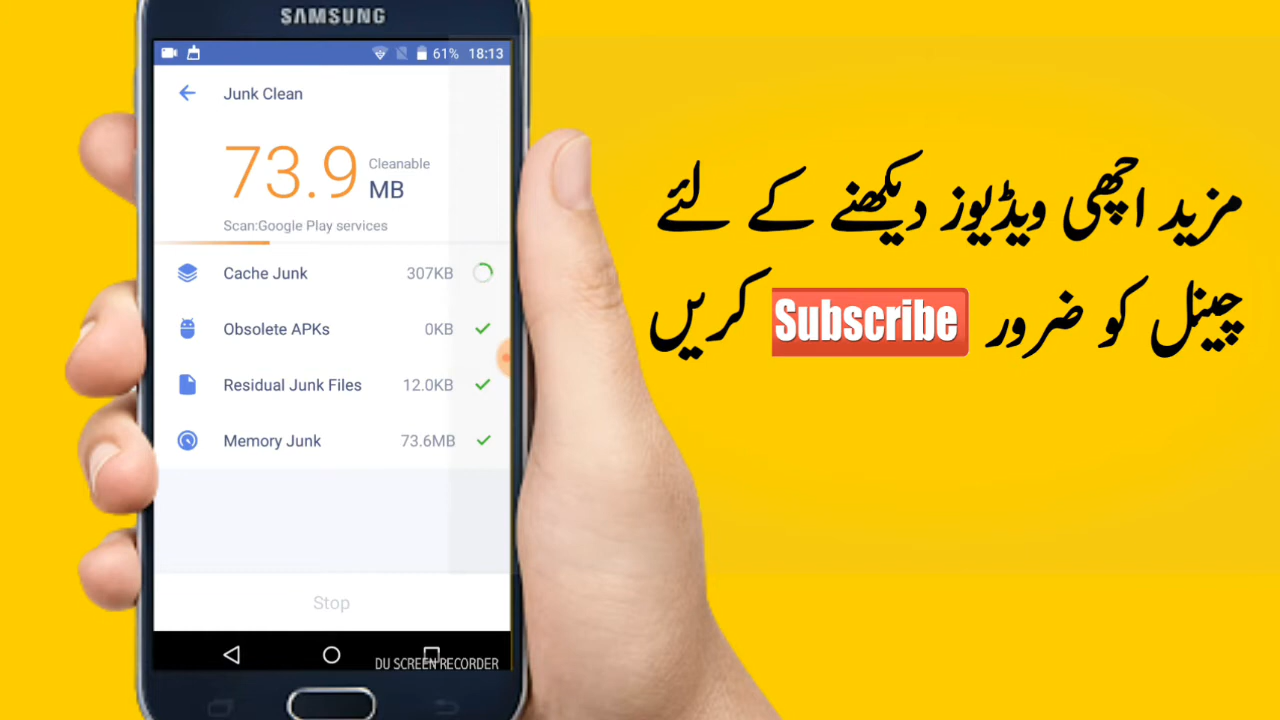 SAMSUNG
61% 18:13
Junk Clean
73.9 Cleanable MB
Scan:Google Play services
Cache Junk 307KB
Obsolete APKs 0KB
Residual Junk Files 12.0KB
Memory Junk 73.6MB
Stop
DU SCREEN RECORDER
مزید اچھی ویڈیوز دیکھنے کے لئے
چینل کو ضرور Subscribe کریں